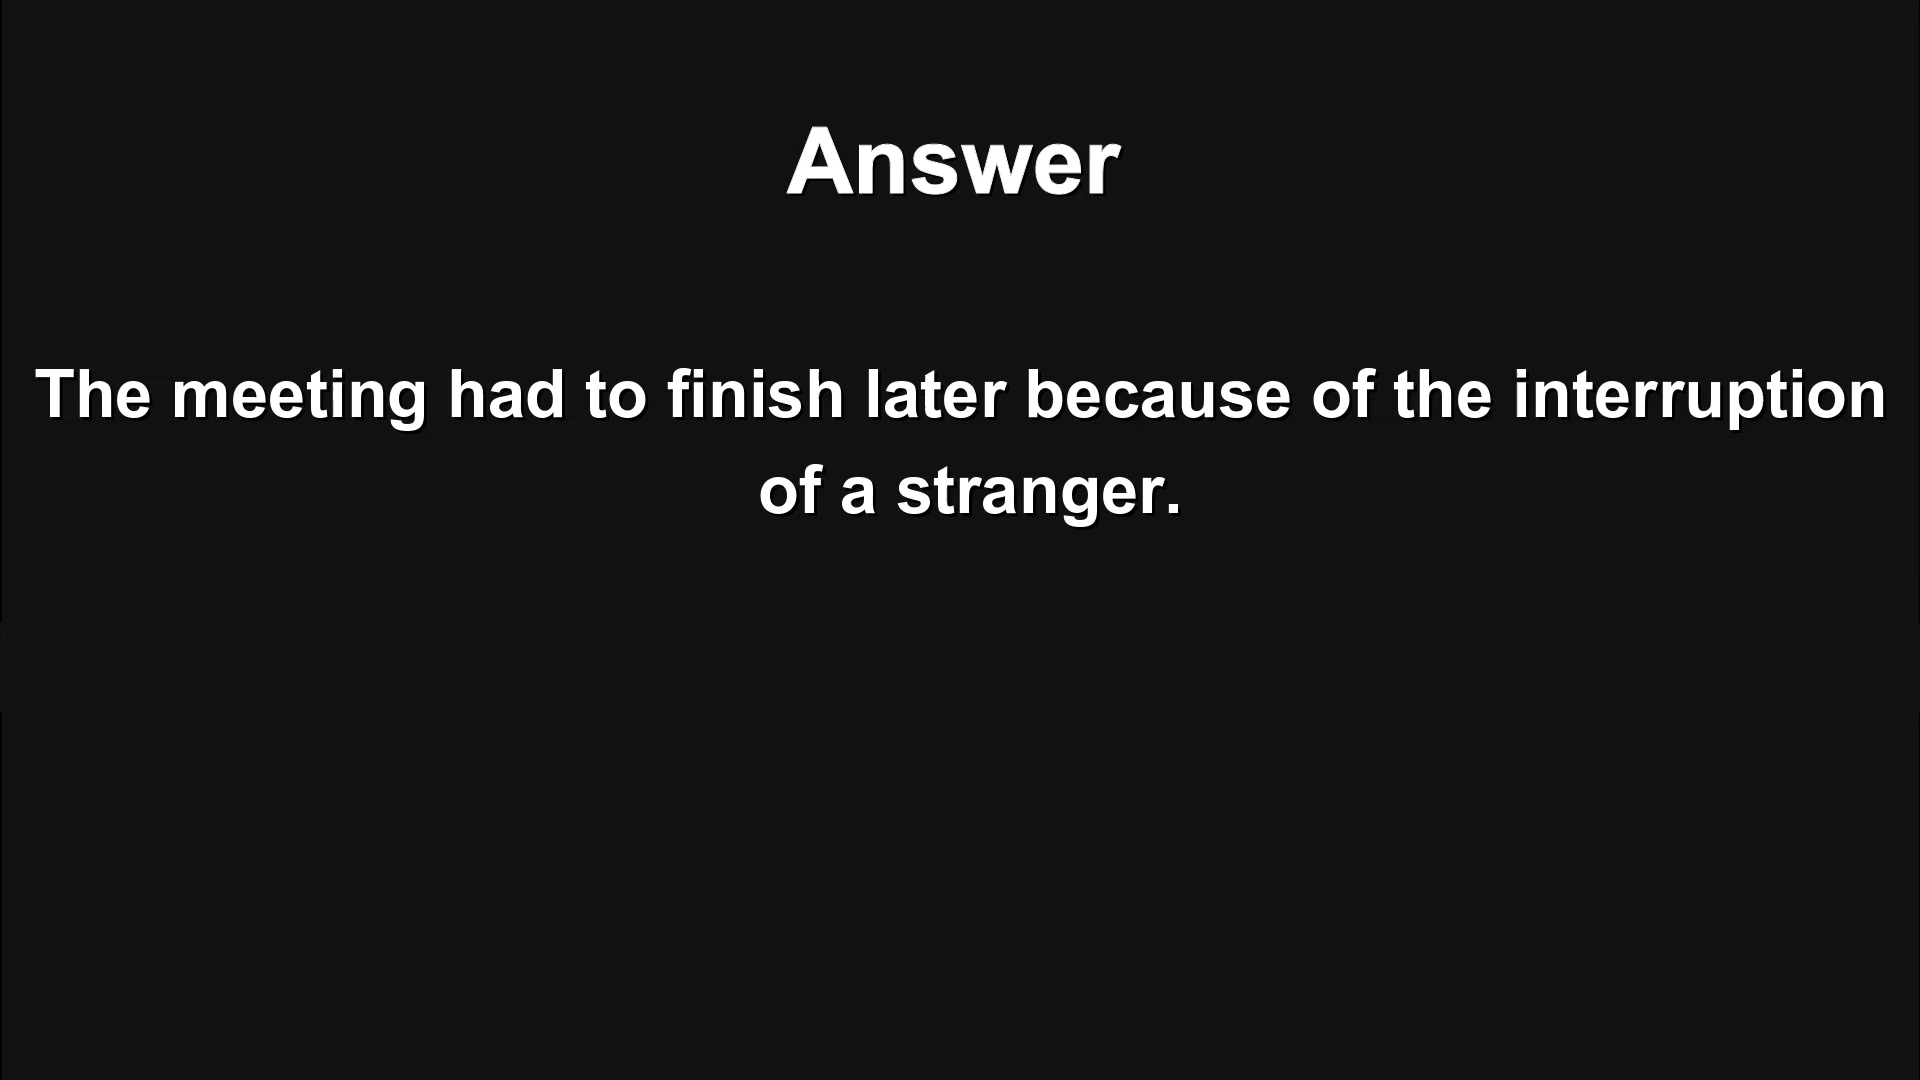 Answer
The meeting had to finish later because of the interruption
of a stranger.